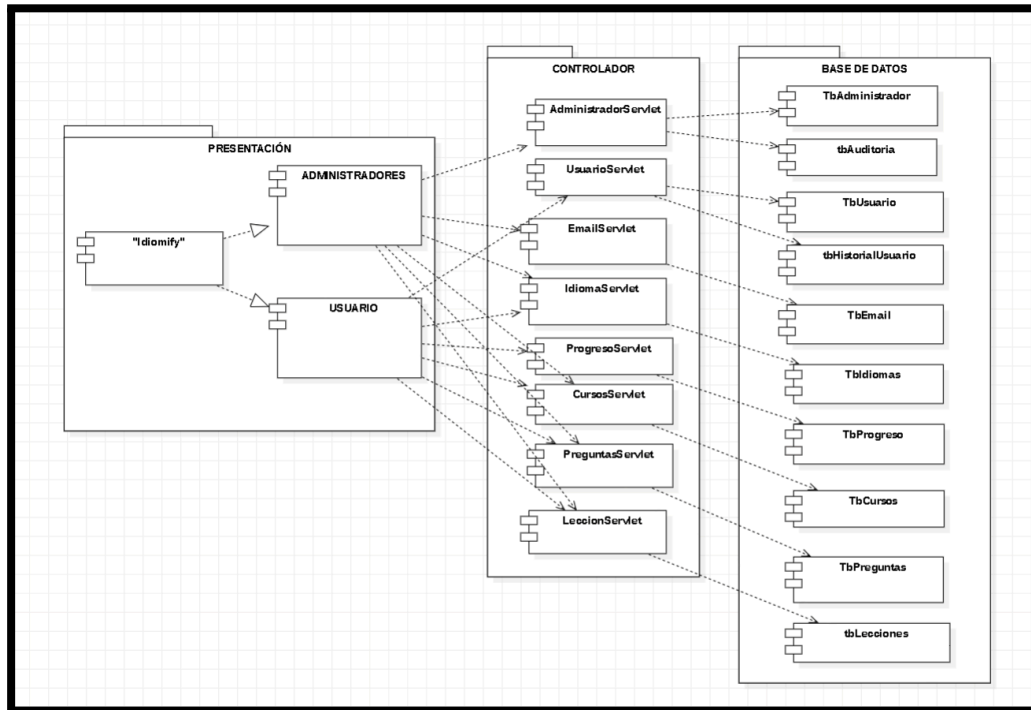 PRESENTACIÓN
"Idiomify"
ADMINISTRADORES
USUARIO
CONTROLADOR
AdministradorServlet
UsuarioServlet
EmailServlet
IdiomaServlet
ProgresoServlet
CursosServlet
PreguntasServlet
LeccionServlet
BASE DE DATOS
TbAdministrador
tbAuditoria
TbUsuario
tbHistorialUsuario
TbEmail
TbIdiomas
TbProgreso
TbCursos
TbPreguntas
tbLecciones